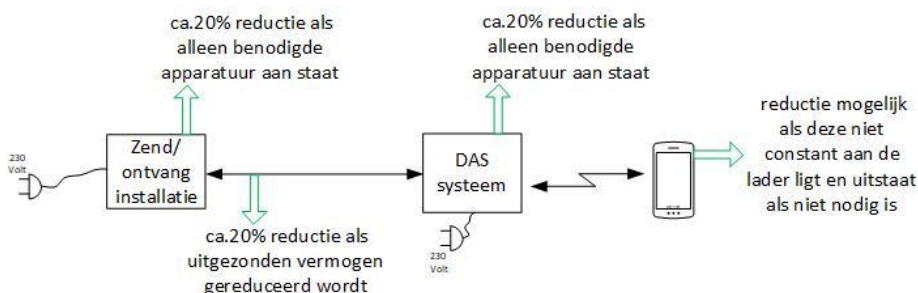 ca.20% reductie als
alleen benodigde
apparatuur aan staat
ca.20% reductie als
alleen benodigde
apparatuur aan staat
reductie mogelijk
als deze niet
constant aan de
lader ligt en uitstaat
als niet nodig is
230
Volt
Zend/
ontvang
installatie
DAS
systeem
ca.20% reductie als
uitgezonden vermogen
gereduceerd wordt
230
Volt